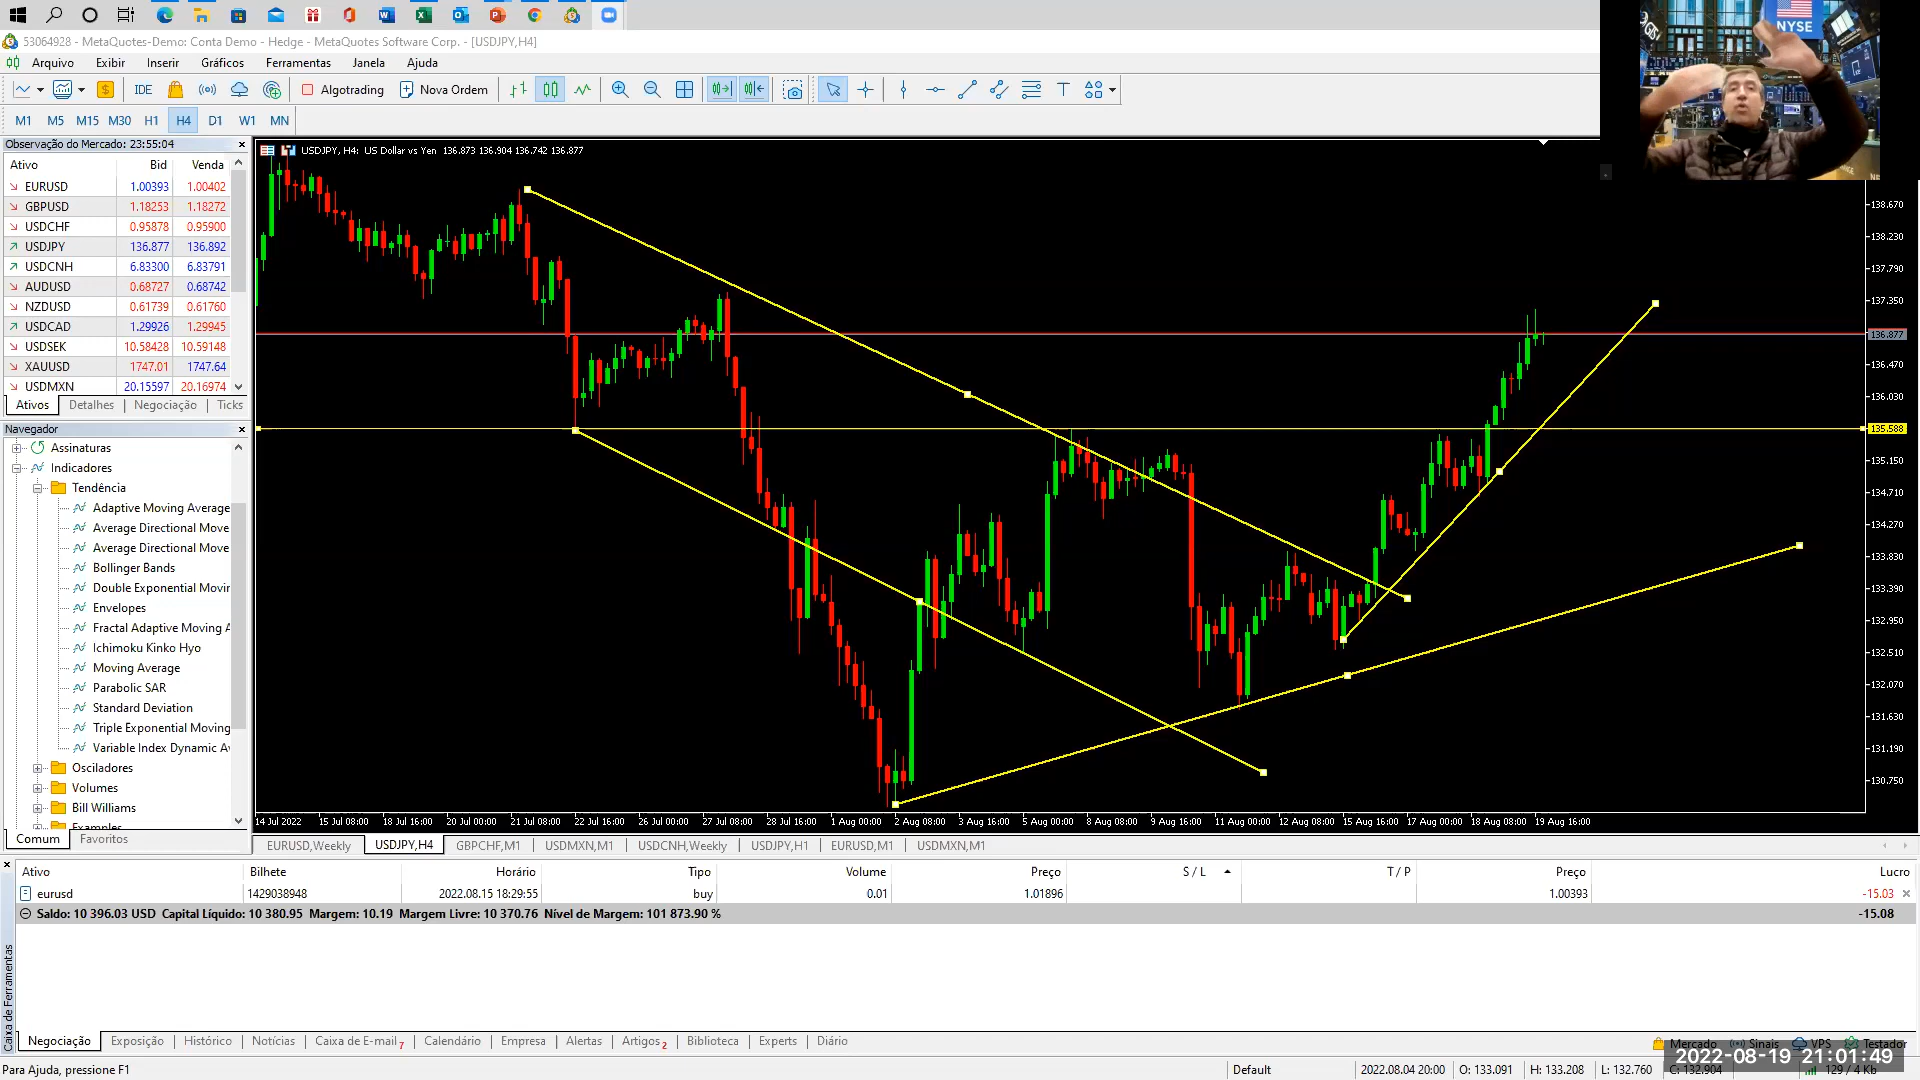 53064928 - MetaQuotes-Demo: Conta Demo - Hedge - MetaQuotes Software Corp. - [USDJPY,H4]
Arquivo Exibir Inserir Gráficos Ferramentas Janela Ajuda
IDE Algotrading Nova Ordem
M1 M5 M15 M30 H1 H4 D1 W1 MN
NYSE
Observação do Mercado: 23:55:04
Ativo Bid Venda
EURUSD 1.00393 1.00402
GBPUSD 1.18253 1.18272
USDCHF 0.95878 0.95900
USDJPY 136.877 136.892
USDCNH 6.83300 6.83791
AUDUSD 0.68727 0.68742
NZDUSD 0.61739 0.61760
USDCAD 1.29926 1.29945
USDSEK 10.58428 10.59148
XAUUSD 1747.01 1747.64
USDMXN 20.15597 20.16974
Ativos Detalhes Negociação Ticks
Navegador
Assinaturas
Indicadores
Tendência
Adaptive Moving Average
Average Directional Move
Average Directional Move
Bollinger Bands
Double Exponential Movir
Envelopes
Fractal Adaptive Moving A
Ichimoku Kinko Hyo
Moving Average
Parabolic SAR
Standard Deviation
Triple Exponential Moving
Variable Index Dynamic Av
Osciladores
Volumes
Bill Williams
Examples
Comum Favoritos
USDJPY, H4: US Dollar vs Yen 136.873 136.904 136.742 136.877
138.670
138.230
137.790
137.350
136.877
136.470
136.030
135.588
135.150
134.710
134.270
133.830
133.390
132.950
132.510
132.070
131.630
131.190
130.750
14 Jul 2022 15 Jul 08:00 18 Jul 16:00 20 Jul 00:00 21 Jul 08:00 22 Jul 16:00 26 Jul 00:00 27 Jul 08:00 28 Jul 16:00 1 Aug 00:00 2 Aug 08:00 3 Aug 16:00 5 Aug 00:00 8 Aug 08:00 9 Aug 16:00 11 Aug 00:00 12 Aug 08:00 15 Aug 16:00 17 Aug 00:00 18 Aug 08:00 19 Aug 16:00
EURUSD,Weekly USDJPY,H4 GBPCHF,M1 USDMXN,M1 USDCNH,Weekly USDJPY,H1 EURUSD,M1 USDMXN,M1
Ativo Bilhete Horário Tipo Volume Preço S / L T / P Preço Lucro
eurusd 1429038948 2022.08.15 18:29:55 buy 0.01 1.01896 1.00393 -15.03
Saldo: 10 396.03 USD Capital Líquido: 10 380.95 Margem: 10.19 Margem Livre: 10 370.76 Nível de Margem: 101 873.90 % -15.08
Caixa de Ferramentas
Negociação Exposição Histórico Notícias Caixa de E-mail 7 Calendário Empresa Alertas Artigos 2 Biblioteca Experts Diário
Mercado Sinais VPS Testador
2022-08-19 21:01:49
Para Ajuda, pressione F1 Default 2022.08.04 20:00 O: 133.091 H: 133.208 L: 132.760 C: 132.904 129 / 4 Kb